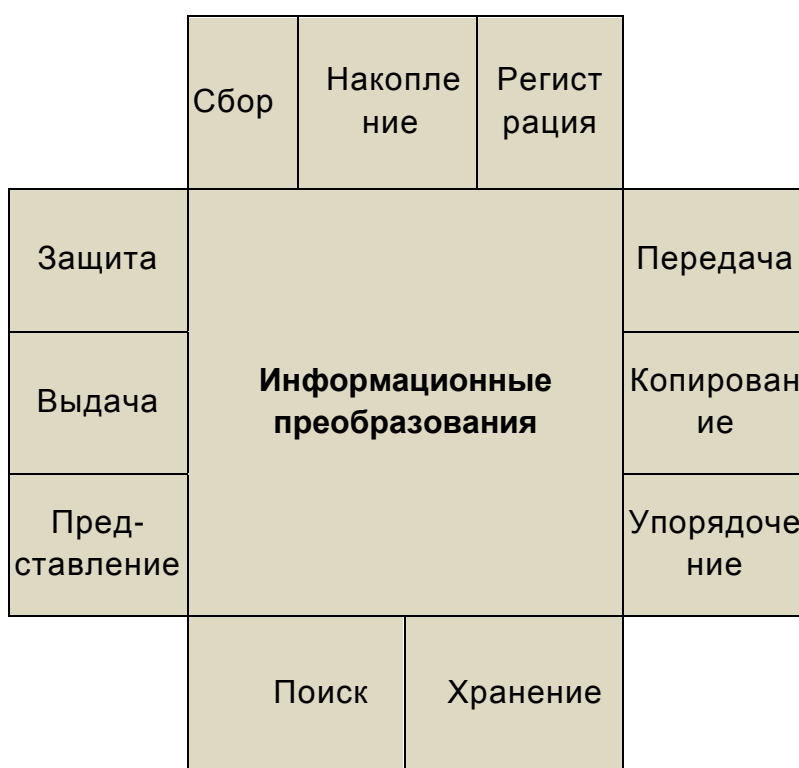 Сбор
Накопле
ние
Регист
рация
Защита
Передача
Информационные
преобразования
Выдача
Копирован
ие
Пред-
ставление
Упорядоче
ние
Поиск
Хранение